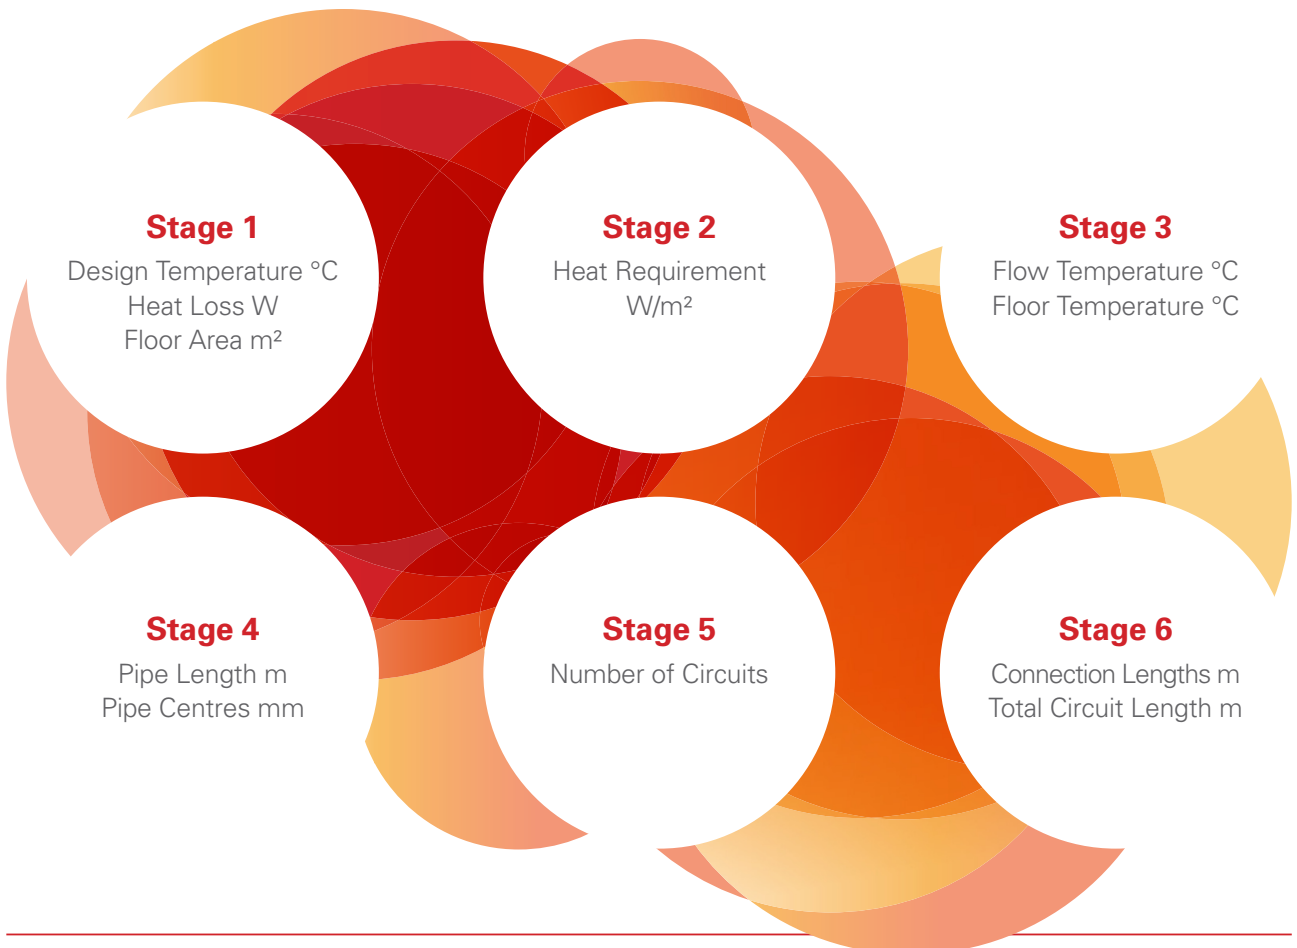 Stage 1
Design Temperature °C
Heat Loss W
Floor Area m²
Stage 2
Heat Requirement
W/m²
Stage 3
Flow Temperature °C
Floor Temperature °C
Stage 4
Pipe Length m
Pipe Centres mm
Stage 5
Number of Circuits
Stage 6
Connection Lengths m
Total Circuit Length m